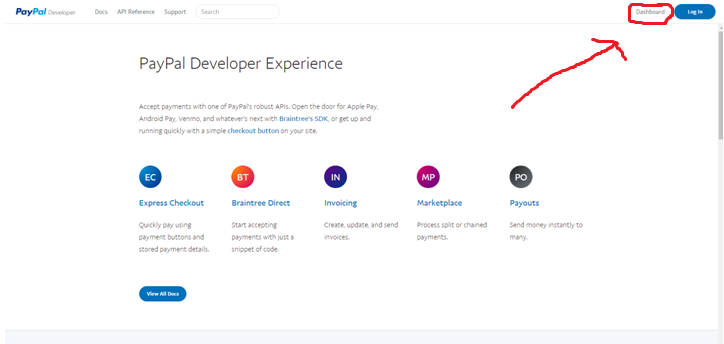 PayPal Developer Docs API Reference Support Search Dashboard Log In
PayPal Developer Experience
Accept payments with one of PayPal's robust APIs. Open the door for Apple Pay,
Android Pay, Venmo, and whatever's next with Braintree's SDK, or get up and
running quickly with a simple checkout button on your site.
EC
Express Checkout
Quickly pay using
payment buttons and
stored payment details.
BT
Braintree Direct
Start accepting
payments with just a
snippet of code.
IN
Invoicing
Create, update, and send
invoices.
MP
Marketplace
Process split or chained
payments.
PO
Payouts
Send money instantly to
many.
View All Docs